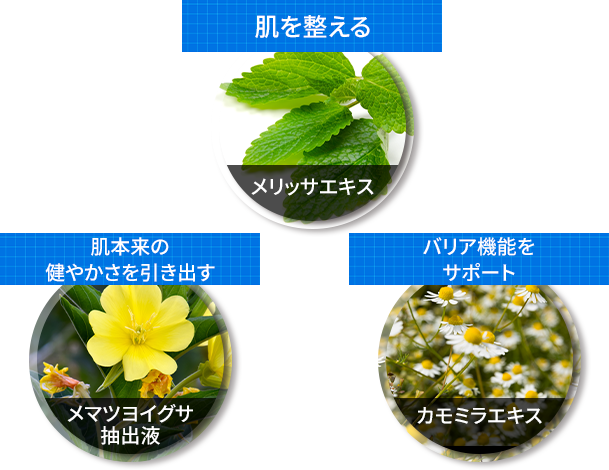 肌を整える
メリッサエキス
肌本来の
健やかさを引き出す
メマツヨイグサ
抽出液
バリア機能を
サポート
カモミラエキス